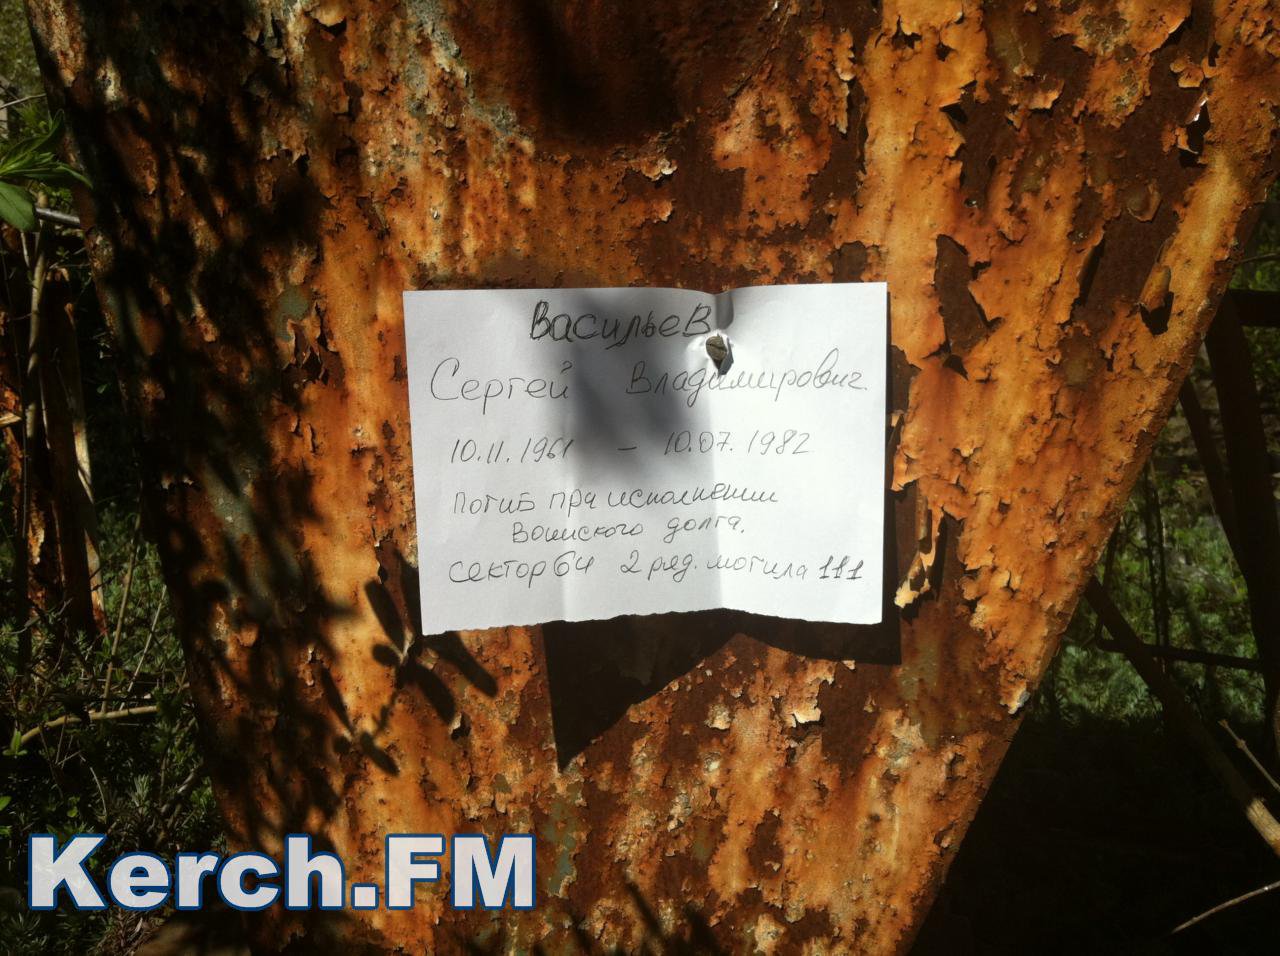 Васильев
Сергей Владимирович
10.11.1961 – 10.07.1982
погиб при исполнении
воинского долга.
сектор 64 2 ряд. могила 111
Kerch.FM